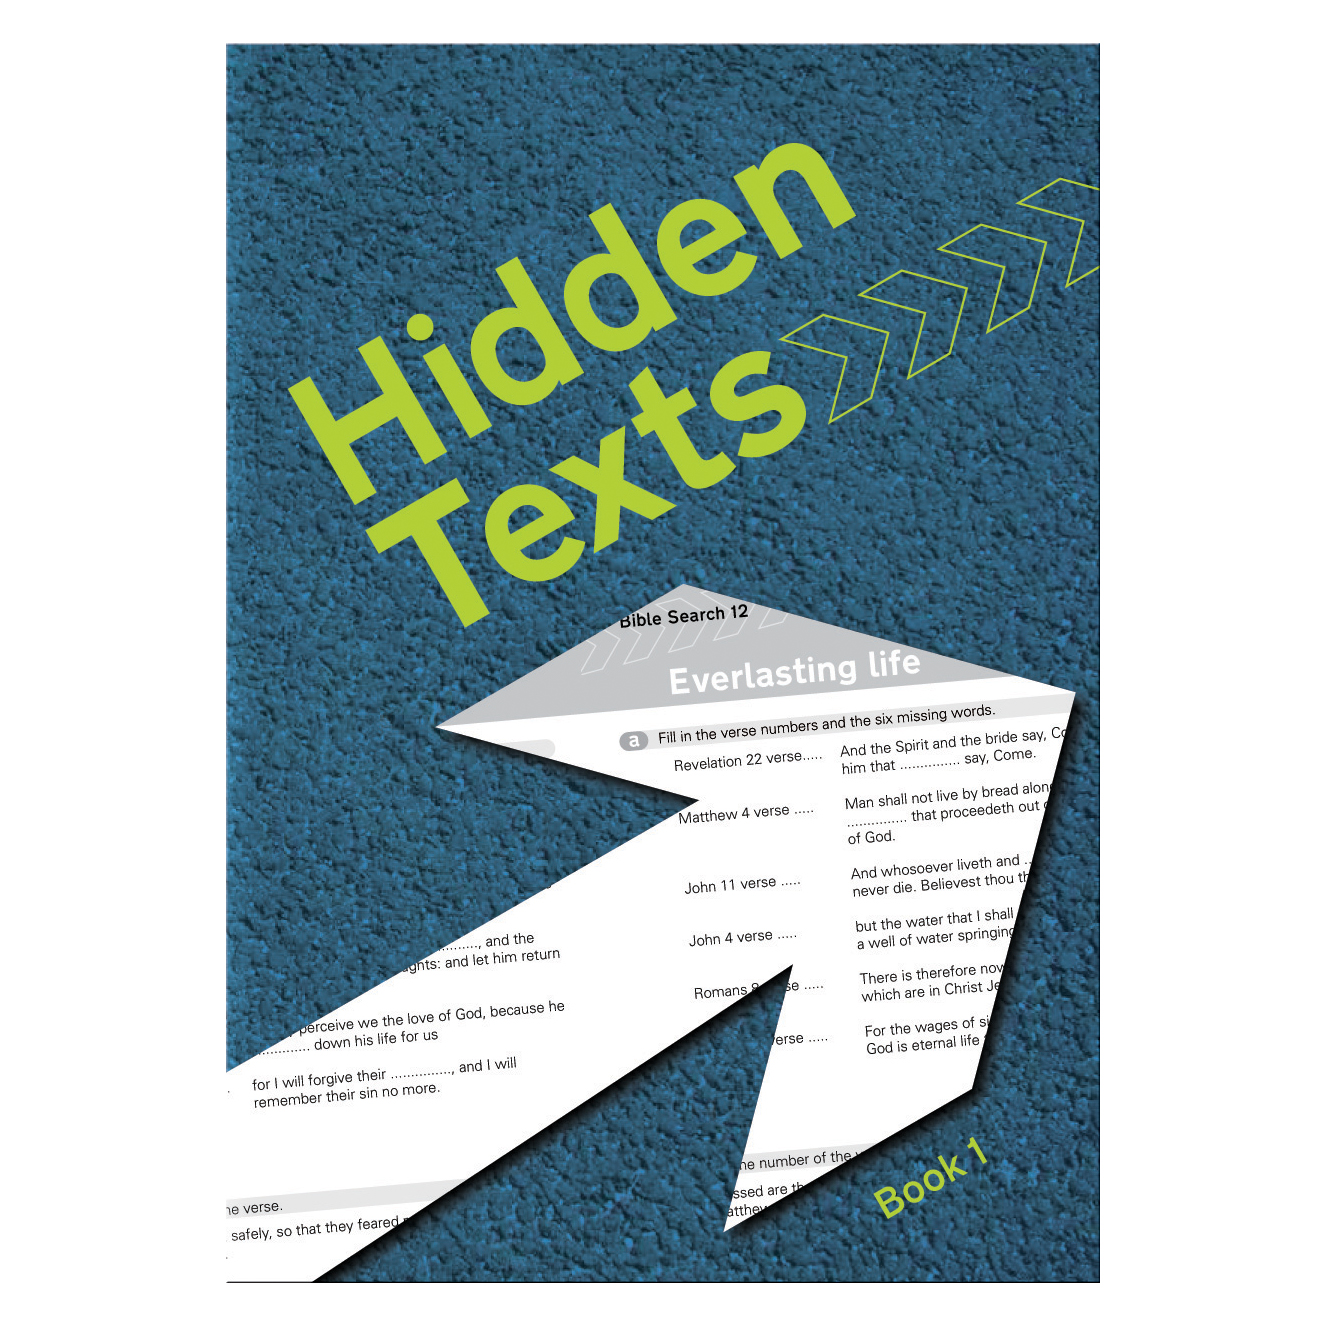 Hidden
Texts
Bible Search 12
Everlasting life
a Fill in the verse numbers and the six missing words.
Revelation 22 verse..... And the Spirit and the bride say,
him that .............. say, Come.
Matthew 4 verse ..... Man shall not live by bread
.............. that proceedeth out
of God.
John 11 verse ..... And whosoever liveth and
never die. Believest thou
John 4 verse ..... but the water that I shall
a well of water springing
Romans ..... There is therefore now
which are in Christ
verse ..... For the wages of
God is eternal life
number of the
are
, and the
and let him return
perceive we the love of God, because he
............. down his life for us
for I will forgive their .............., and I will
remember their sin no more.
verse.
safely, so that they feared
Book 1